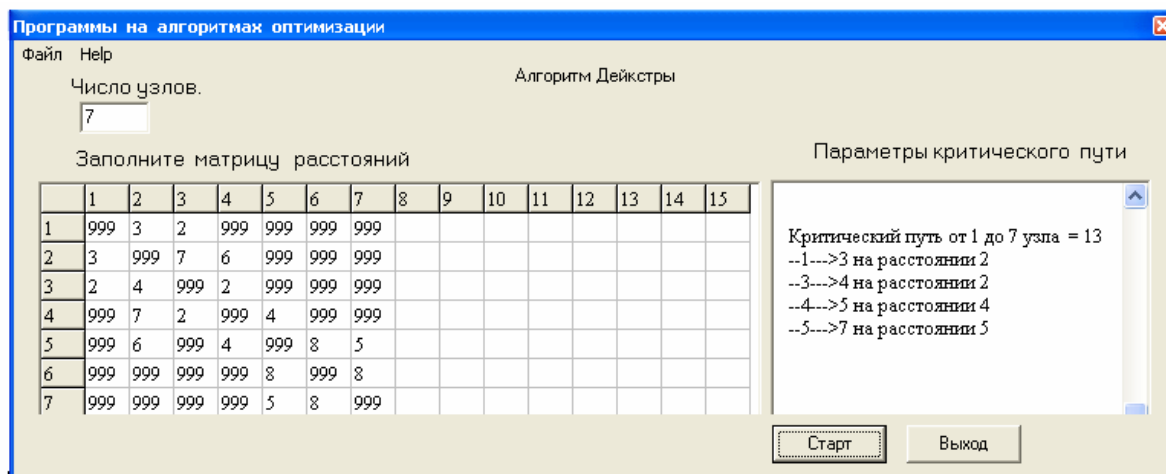 Программы на алгоритмах оптимизации
Файл Help
Алгоритм Дейкстры
Число узлов.
7
Заполните матрицу расстояний
Параметры критического пути
1 2 3 4 5 6 7 8 9 10 11 12 13 14 15
1 999 3 2 999 999 999 999
2 3 999 7 6 999 999 999
3 2 4 999 2 999 999 999
4 999 7 2 999 4 999 999
5 999 6 999 4 999 8 5
6 999 999 999 999 8 999 8
7 999 999 999 999 5 8 999
Критический путь от 1 до 7 узла = 13
--1--->3 на расстоянии 2
--3--->4 на расстоянии 2
--4--->5 на расстоянии 4
--5--->7 на расстоянии 5
Старт Выход